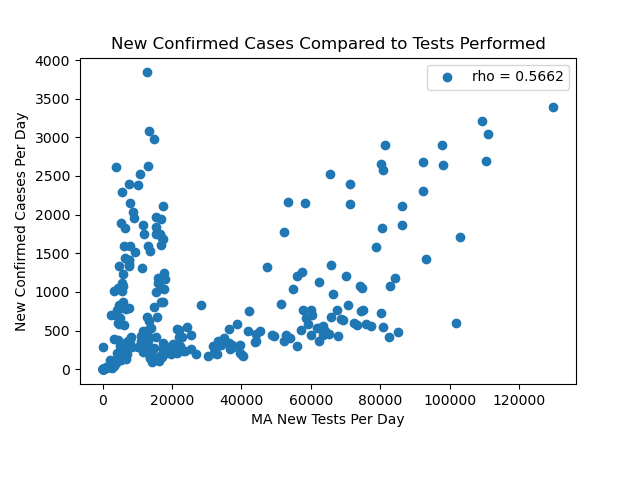 New Confirmed Cases Compared to Tests Performed
rho = 0.5662
New Confirmed Caeses Per Day
4000
3500
3000
2500
2000
1500
1000
500
0
0 20000 40000 60000 80000 100000 120000
MA New Tests Per Day